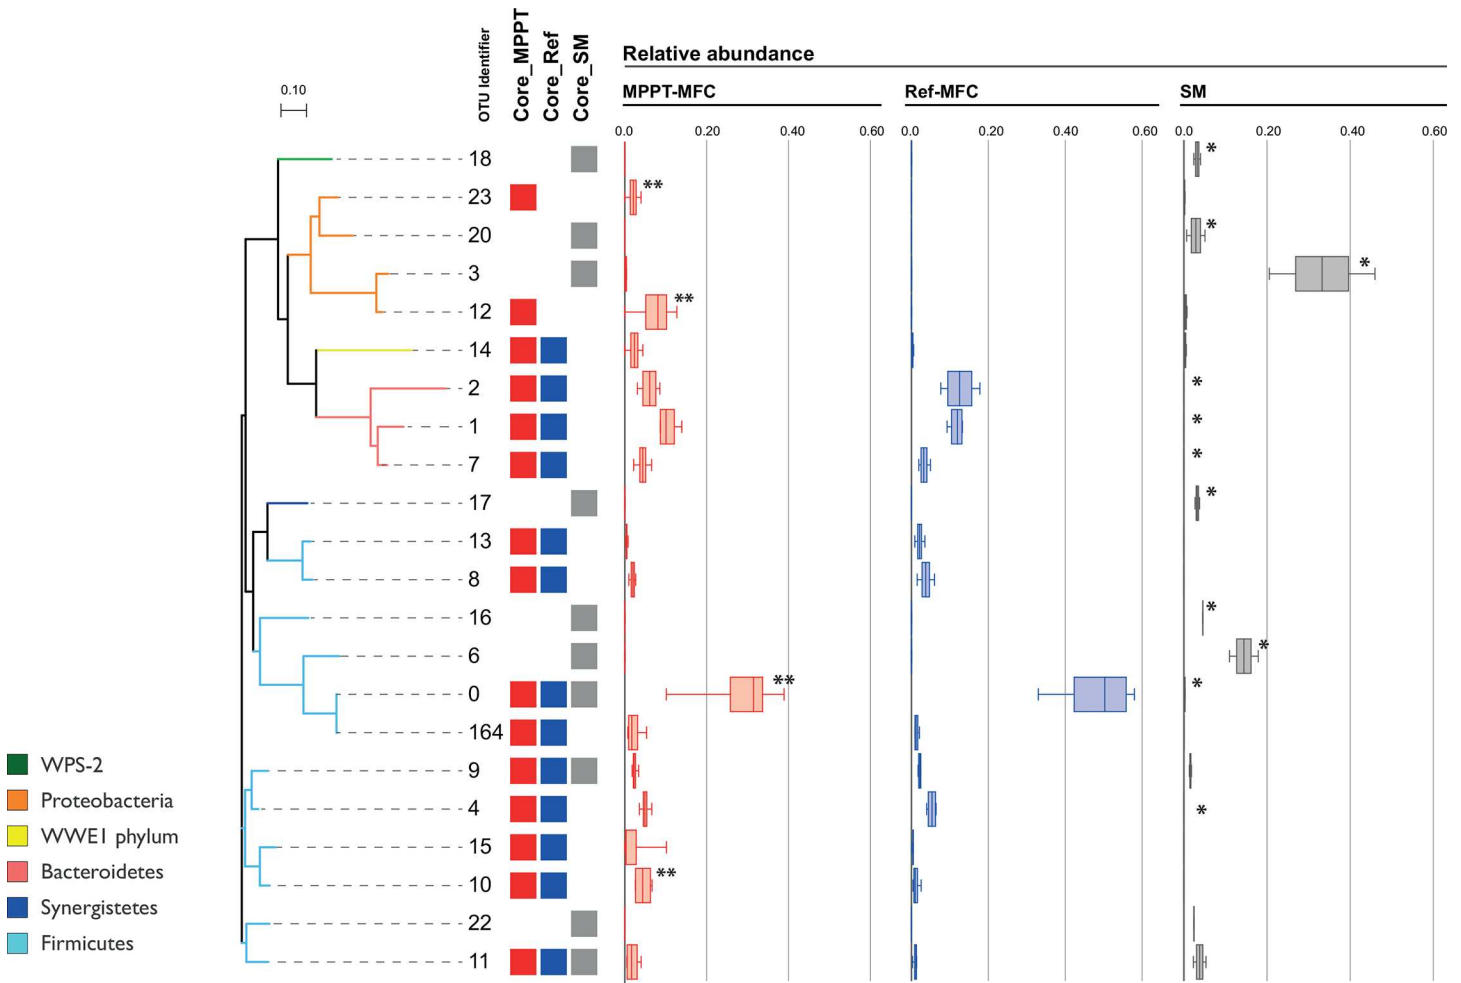 OTU Identifier
Core_MPPT
Core_Ref
Core_SM
Relative abundance
MPPT-MFC
Ref-MFC
SM
0.10
0.0 0.20 0.40 0.60
0.0 0.20 0.40 0.60
0.0 0.20 0.40 0.60
18 *
23 **
20 *
3 *
12 **
14
2 *
1 *
7 *
17 *
13
8
16 *
6 *
0 ** *
164
9
4 *
15
10 **
22
11
WPS-2
Proteobacteria
WWE1 phylum
Bacteroidetes
Synergistetes
Firmicutes